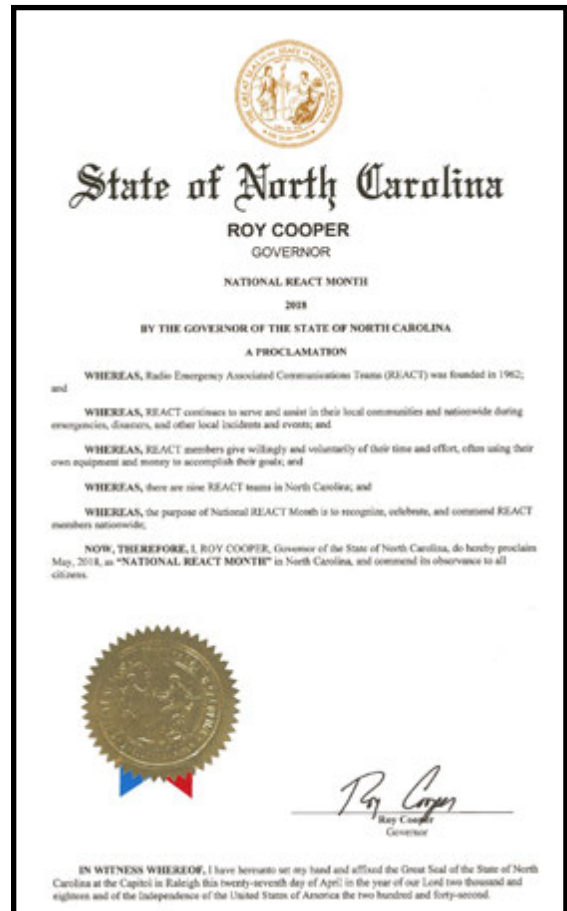 THE GREAT SEAL OF THE STATE OF NORTH CAROLINA
State of North Carolina
ROY COOPER
GOVERNOR
NATIONAL REACT MONTH
2018
BY THE GOVERNOR OF THE STATE OF NORTH CAROLINA
A PROCLAMATION
WHEREAS, Radio Emergency Associated Communications Teams (REACT) was founded in 1962;
and
WHEREAS, REACT continues to serve and assist in their local communities and nationwide during
emergencies, disasters, and other local incidents and events; and
WHEREAS, REACT members give willingly and voluntarily of their time and effort, often using their
own equipment and money to accomplish their goals; and
WHEREAS, there are nine REACT teams in North Carolina; and
WHEREAS, the purpose of National REACT Month is to recognize, celebrate, and commend REACT
members nationwide;
NOW, THEREFORE, I, ROY COOPER, Governor of the State of North Carolina, do hereby proclaim
May, 2018, as “NATIONAL REACT MONTH” in North Carolina, and commend its observance to all
citizens.
Roy Cooper
Roy Cooper
Governor
IN WITNESS WHEREOF, I have hereunto set my hand and affixed the Great Seal of the State of North
Carolina at the Capitol in Raleigh this twenty-seventh day of April in the year of our Lord two thousand and
eighteen and of the Independence of the United States of America the two hundred and forty-second.